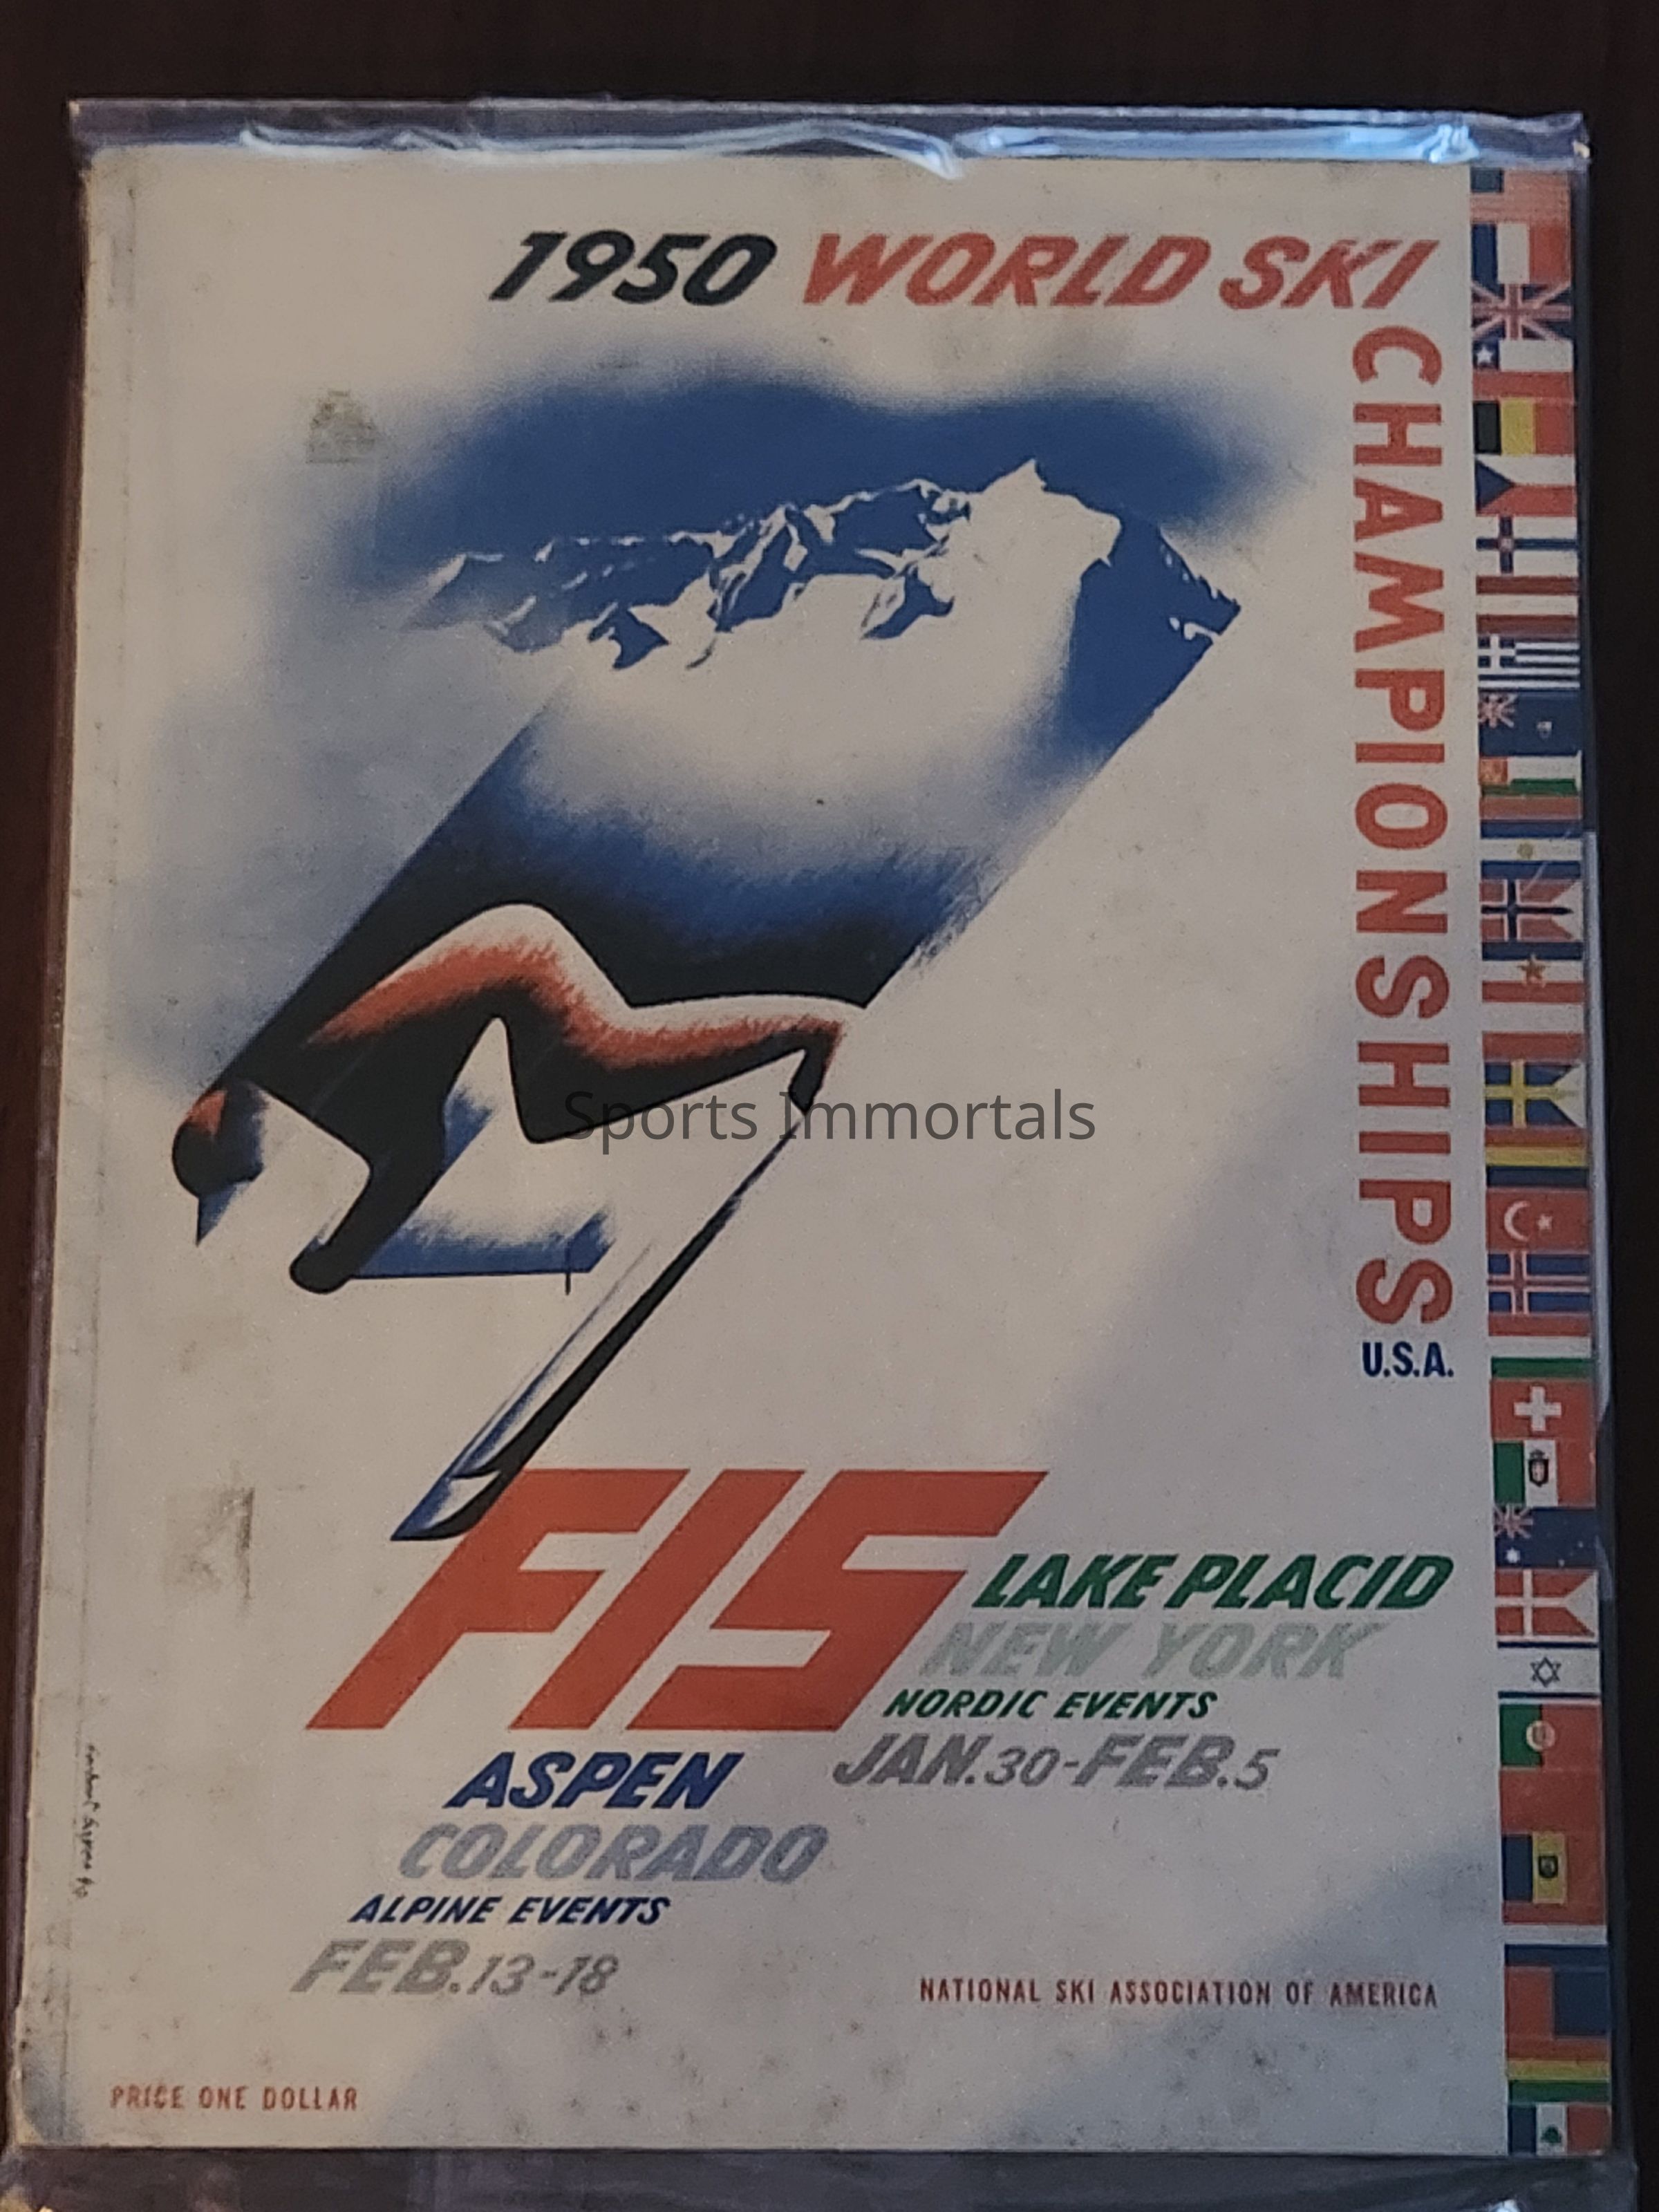 1950 WORLD SKI
CHAMPIONSHIPS
U.S.A.
Sports Immortals
FIS
LAKE PLACID
NEW YORK
NORDIC EVENTS
JAN.30-FEB.5
ASPEN
COLORADO
ALPINE EVENTS
FEB.13-18
NATIONAL SKI ASSOCIATION OF AMERICA
PRICE ONE DOLLAR